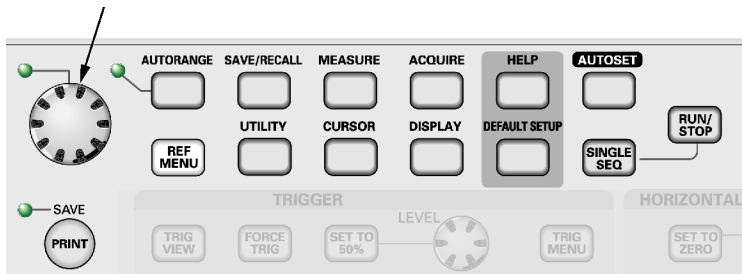 AUTORANGE SAVE/RECALL MEASURE ACQUIRE HELP AUTOSET
UTILITY CURSOR DISPLAY DEFAULT SETUP
REF
MENU
RUN/
STOP
SINGLE
SEQ
SAVE
PRINT
TRIGGER
HORIZONTAL
LEVEL
TRIG
VIEW
FORCE
TRIG
SET TO
50%
TRIG
MENU
SET TO
ZERO